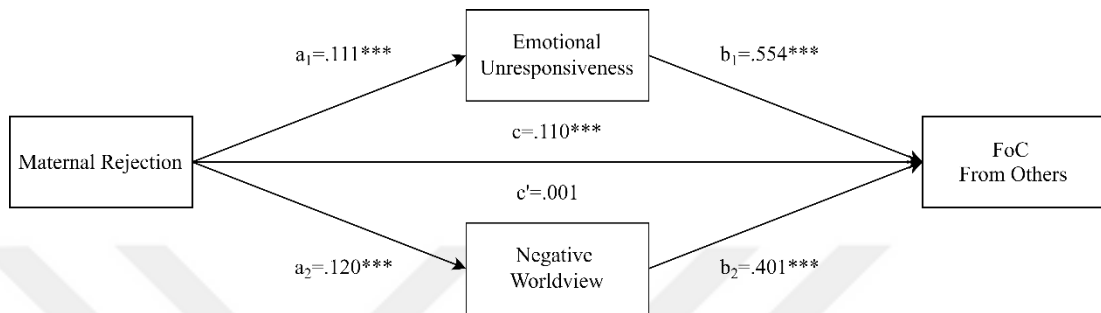 Emotional
Unresponsiveness
a₁=.111***
b₁=.554***
Maternal Rejection
c=.110***
c'=.001
FoC
From Others
a₂=.120***
b₂=.401***
Negative
Worldview